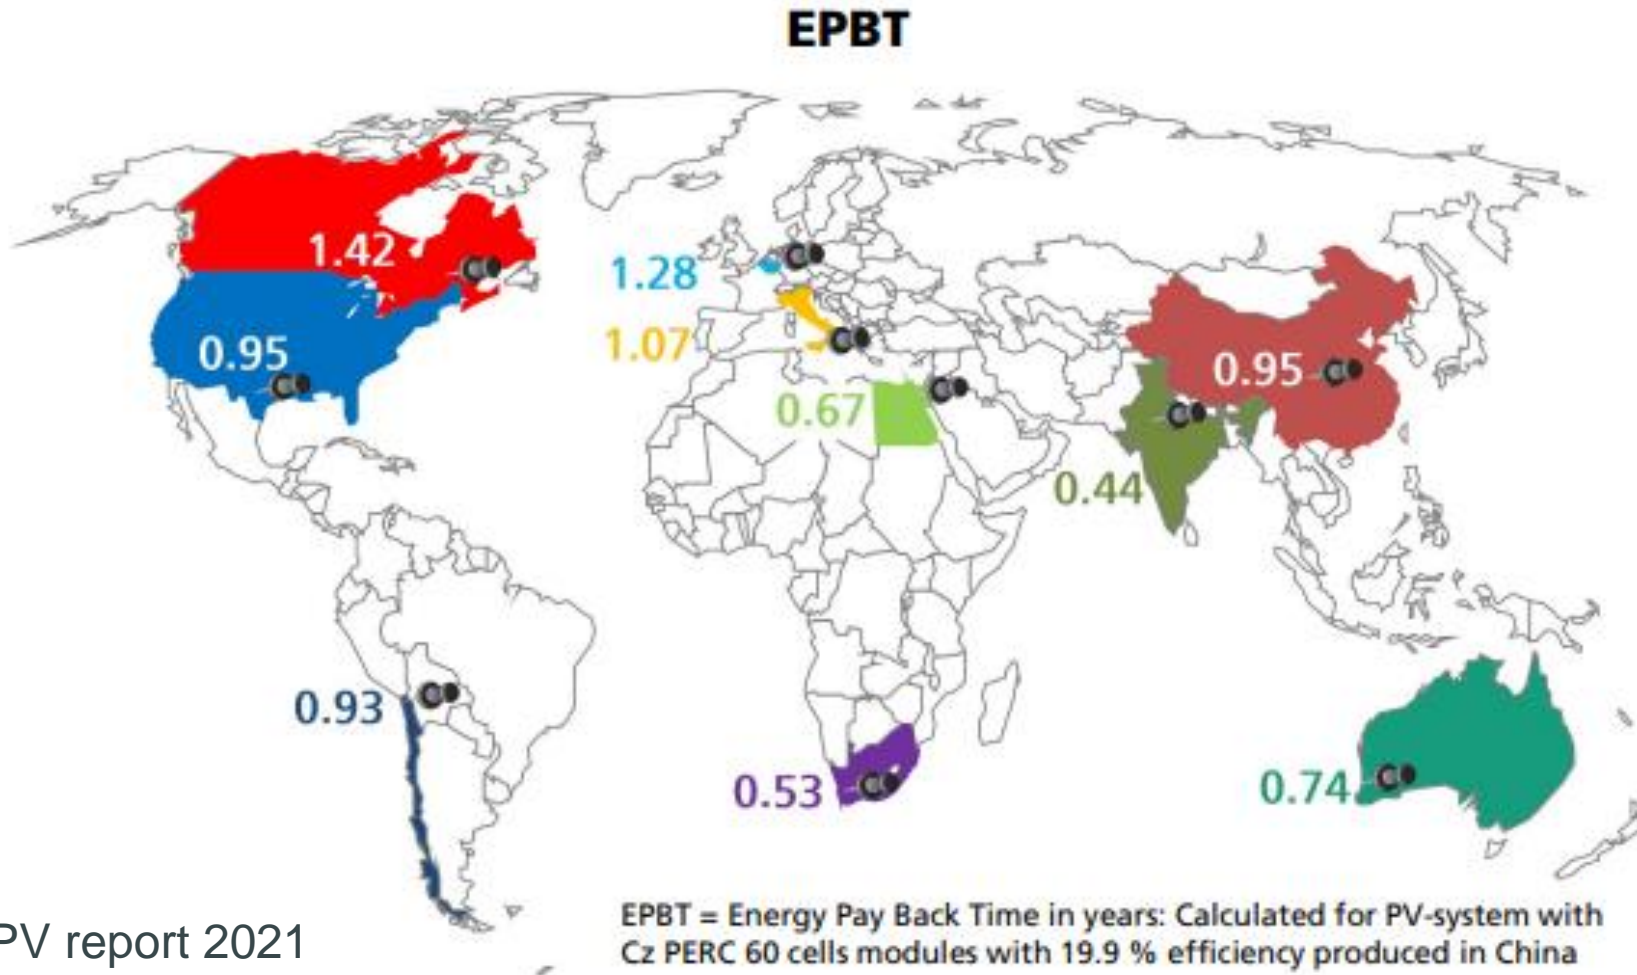 EPBT
1.42
1.28
0.95
1.07
0.95
0.67
0.44
0.93
0.53
0.74
EPBT = Energy Pay Back Time in years: Calculated for PV-system with
Cz PERC 60 cells modules with 19.9 % efficiency produced in China
PV report 2021